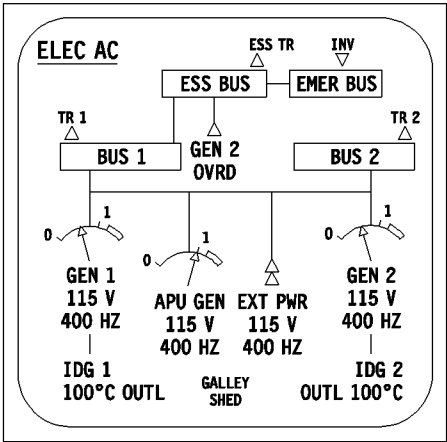 ELEC AC
ESS TR
INV
ESS BUS
EMER BUS
TR 1
TR 2
BUS 1
GEN 2
OVRD
BUS 2
0
1
0
1
0
1
GEN 1
115 V
400 HZ
APU GEN
115 V
400 HZ
EXT PWR
115 V
400 HZ
GEN 2
115 V
400 HZ
IDG 1
100°C OUTL
GALLEY
SHED
IDG 2
OUTL 100°C